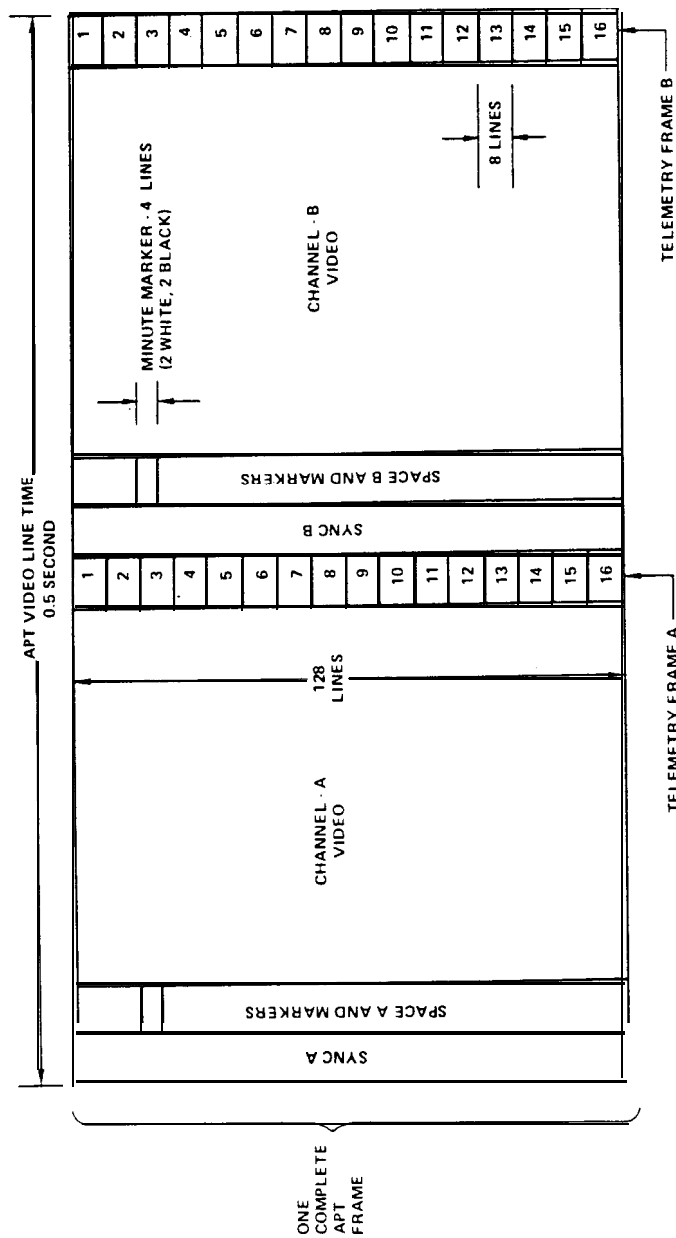 APT VIDEO LINE TIME
0.5 SECOND
ONE
COMPLETE
APT
FRAME
SYNC A
SPACE A AND MARKERS
CHANNEL - A
VIDEO
128
LINES
1
2
3
4
5
6
7
8
9
10
11
12
13
14
15
16
TELEMETRY FRAME A
SYNC B
SPACE B AND MARKERS
MINUTE MARKER - 4 LINES
(2 WHITE, 2 BLACK)
CHANNEL - B
VIDEO
8 LINES
1
2
3
4
5
6
7
8
9
10
11
12
13
14
15
16
TELEMETRY FRAME B